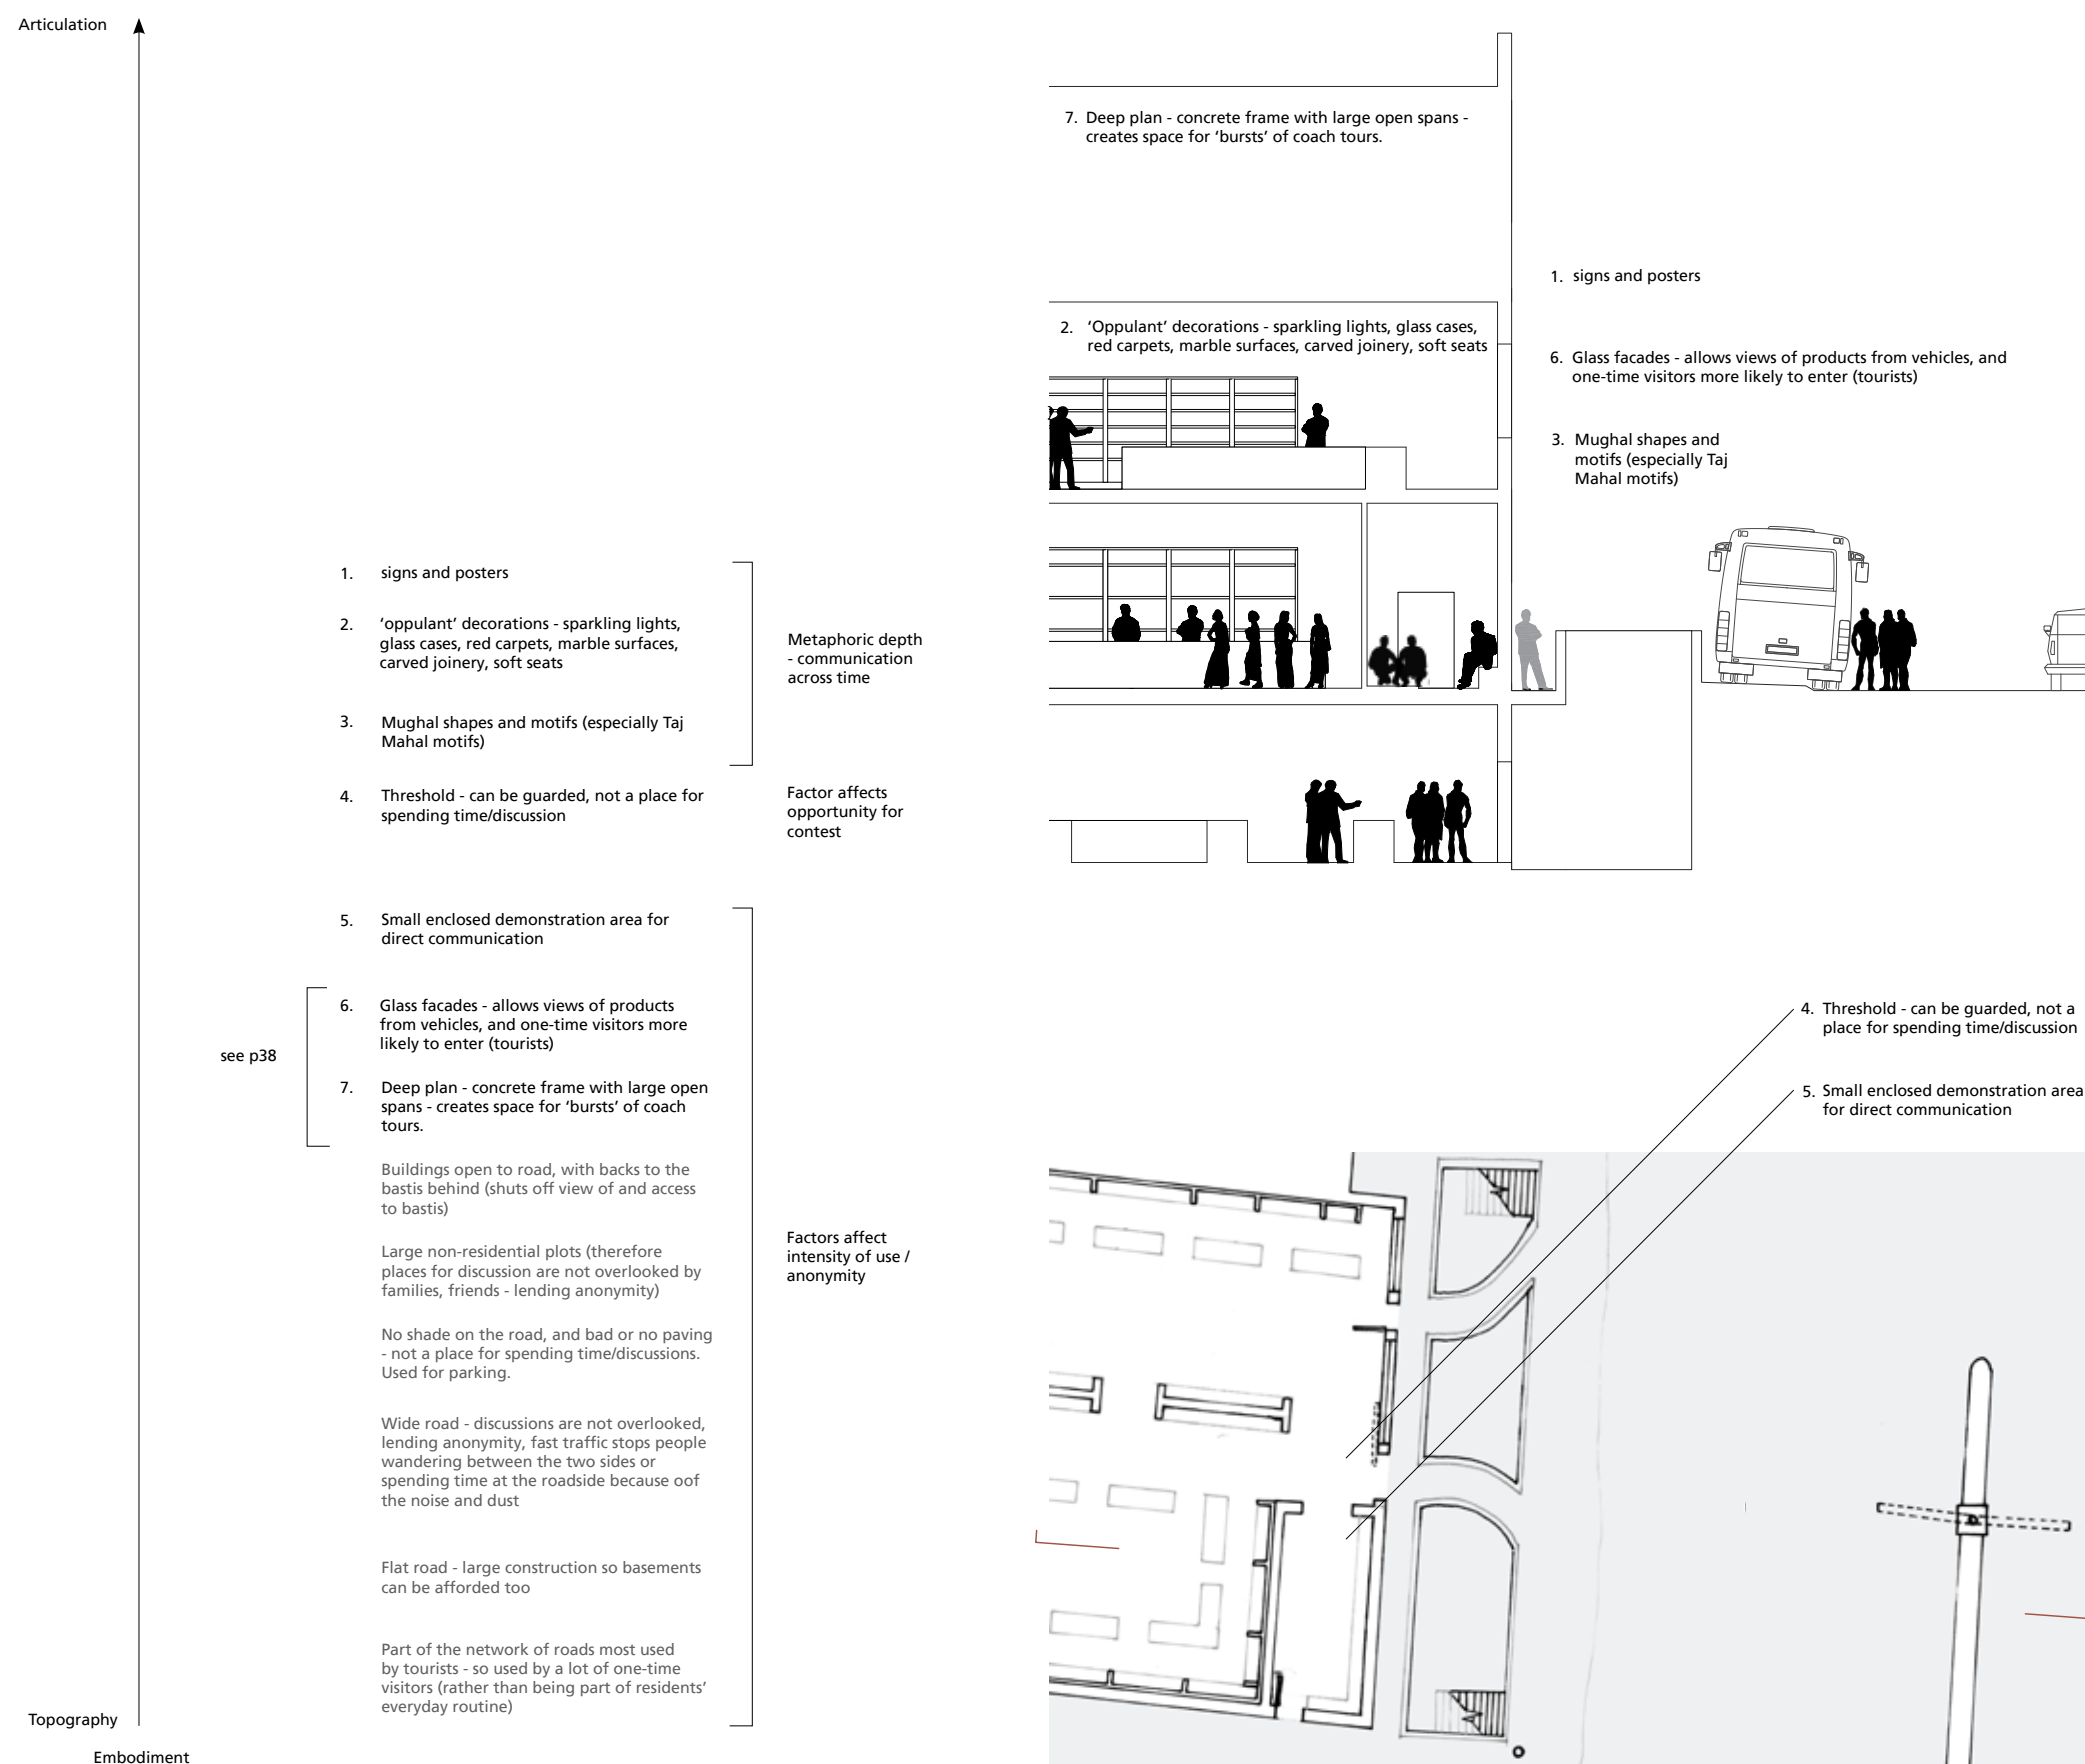 Articulation
1. signs and posters
2. ‘oppulant’ decorations - sparkling lights,
glass cases, red carpets, marble surfaces,
carved joinery, soft seats
3. Mughal shapes and motifs (especially Taj
Mahal motifs)
Metaphoric depth
- communication
across time
4. Threshold - can be guarded, not a place for
spending time/discussion
Factor affects
opportunity for
contest
5. Small enclosed demonstration area for
direct communication
see p38
6. Glass facades - allows views of products
from vehicles, and one-time visitors more
likely to enter (tourists)
7. Deep plan - concrete frame with large open
spans - creates space for ‘bursts’ of coach
tours.
Buildings open to road, with backs to the
bastis behind (shuts off view of and access
to bastis)
Large non-residential plots (therefore
places for discussion are not overlooked by
families, friends - lending anonymity)
No shade on the road, and bad or no paving
- not a place for spending time/discussions.
Used for parking.
Wide road - discussions are not overlooked,
lending anonymity, fast traffic stops people
wandering between the two sides or
spending time at the roadside because oof
the noise and dust
Flat road - large construction so basements
can be afforded too
Part of the network of roads most used
by tourists - so used by a lot of one-time
visitors (rather than being part of residents’
everyday routine)
Factors affect
intensity of use /
anonymity
Topography
Embodiment
7. Deep plan - concrete frame with large open spans -
creates space for ‘bursts’ of coach tours.
2. ‘Oppulant’ decorations - sparkling lights, glass cases,
red carpets, marble surfaces, carved joinery, soft seats
1. signs and posters
6. Glass facades - allows views of products from vehicles, and
one-time visitors more likely to enter (tourists)
3. Mughal shapes and
motifs (especially Taj
Mahal motifs)
4. Threshold - can be guarded, not a
place for spending time/discussion
5. Small enclosed demonstration area
for direct communication